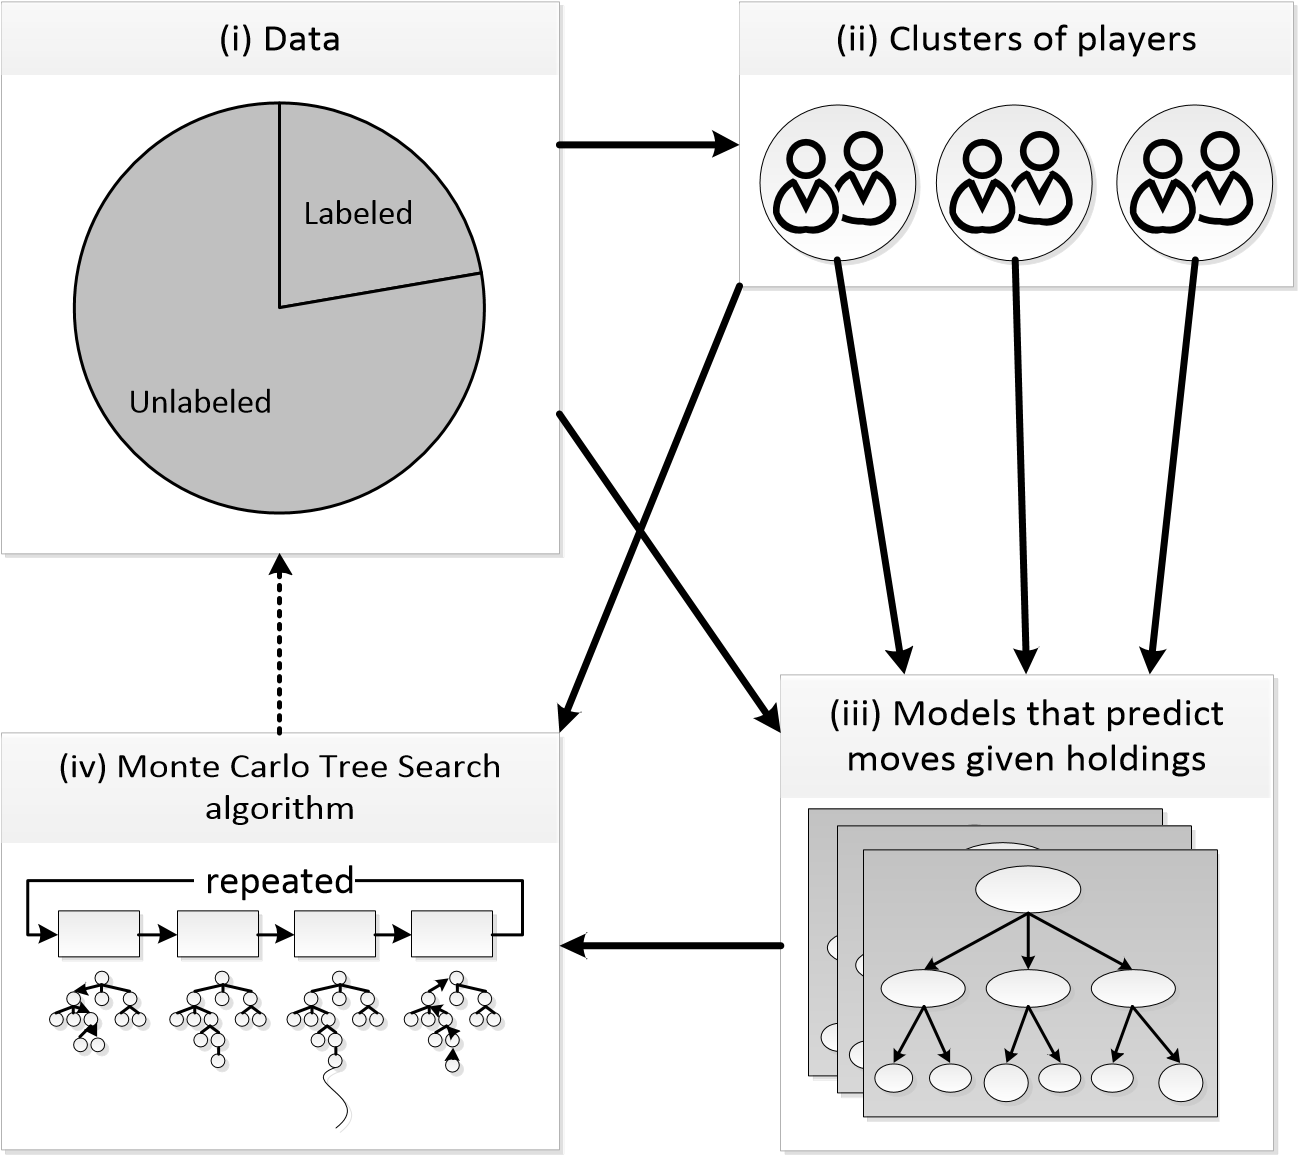 (i) Data
Labeled
Unlabeled
(ii) Clusters of players
(iii) Models that predict
moves given holdings
(iv) Monte Carlo Tree Search
algorithm
repeated